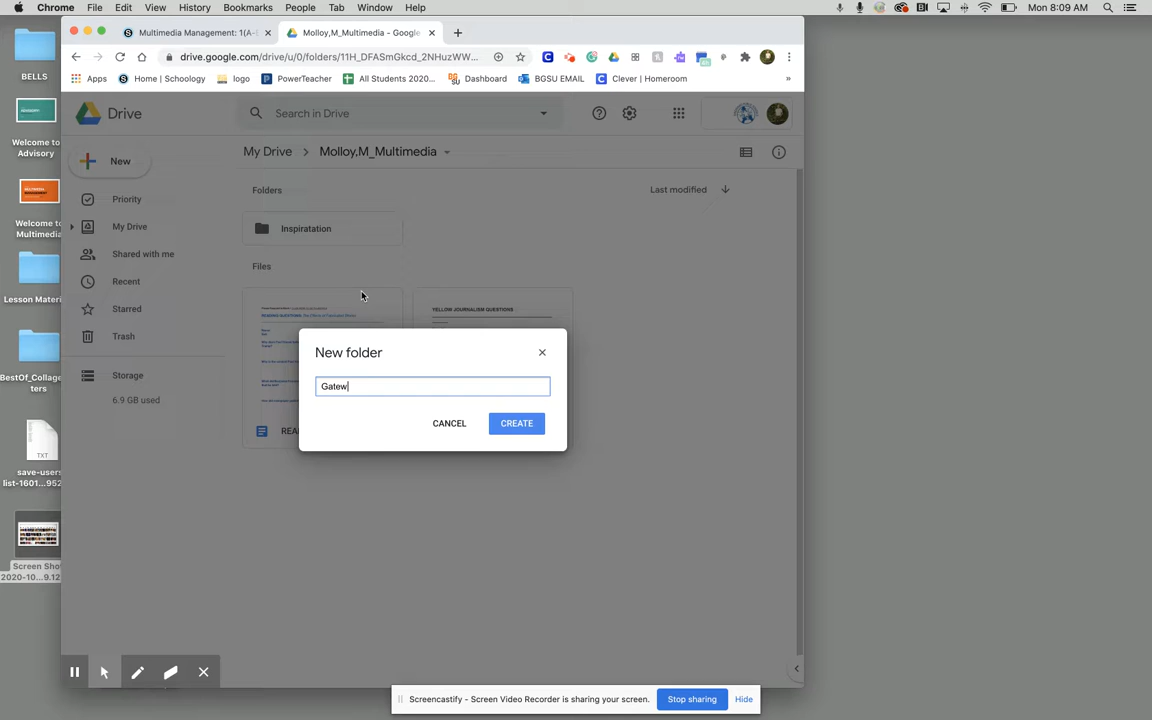 Chrome File Edit View History Bookmarks People Tab Window Help Mon 8:09 AM
Multimedia Management: 1(A- Molloy,M_Multimedia - Google
drive.google.com/drive/u/0/folders/11H_DFASmGkcd_2NHuzWW...
Apps Home | Schoology logo PowerTeacher All Students 2020... Dashboard BGSU EMAIL Clever | Homeroom »
BELLS
Welcome to
Advisory
Welcome to
Multimedia
Lesson Materi
BestOf_Collage
ters
TXT
save-users
list-1601...952
Screen Sho
2020-10...9.12
Drive
Search in Drive
New
Priority
My Drive
Shared with me
Recent
Starred
Trash
Storage
6.9 GB used
My Drive > Molloy,M_Multimedia
Folders
Last modified
Inspiratation
Files
YELLOW JOURNALISM QUESTIONS
REA
New folder
Gatew
CANCEL CREATE
Screencastify - Screen Video Recorder is sharing your screen. Stop sharing Hide